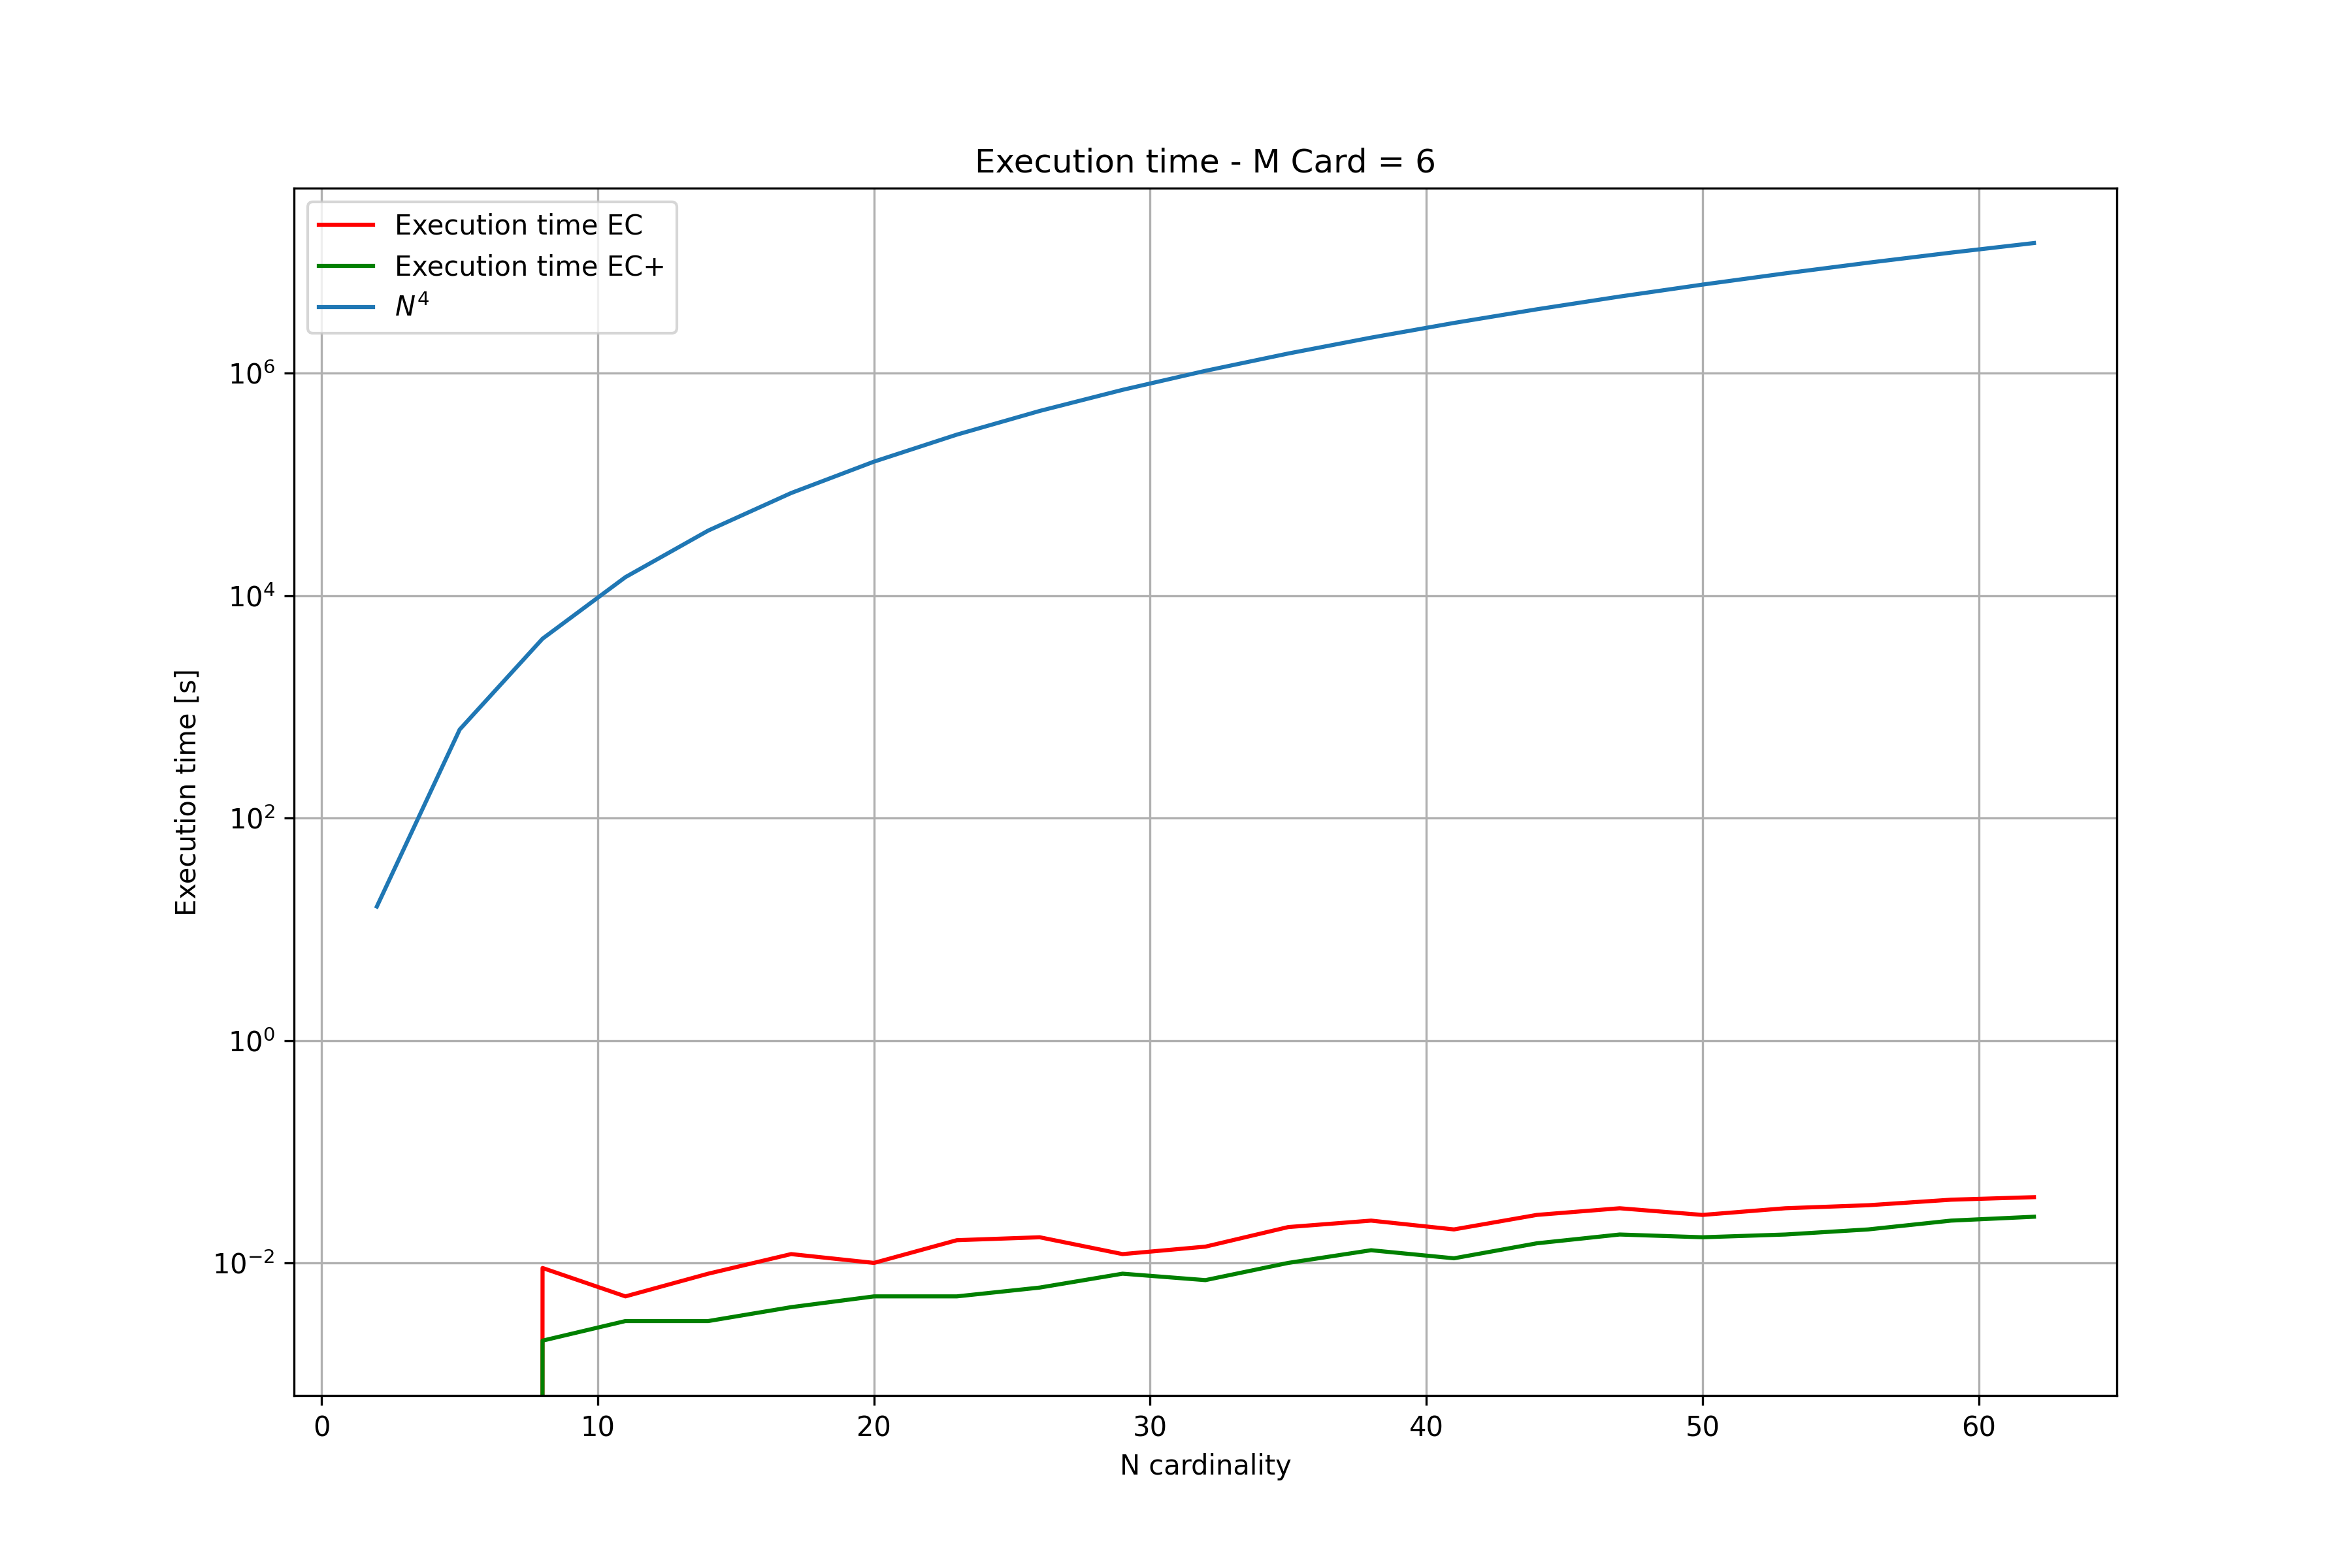 Execution time - M Card = 6
Execution time EC
Execution time EC+
$N^4$
Execution time [s]
10⁶
10⁴
10²
10⁰
10⁻²
0 10 20 30 40 50 60
N cardinality